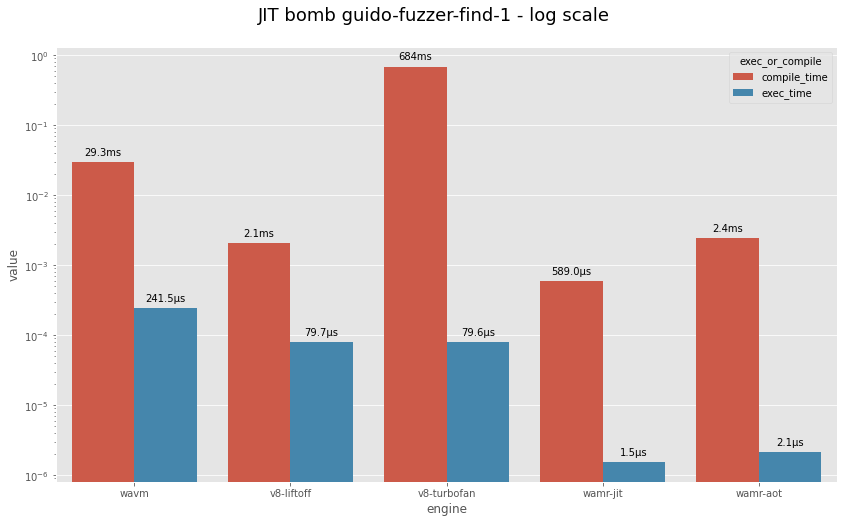 JIT bomb guido-fuzzer-find-1 - log scale
exec_or_compile
compile_time
exec_time
value
10⁰
10⁻¹
10⁻²
10⁻³
10⁻⁴
10⁻⁵
10⁻⁶
29.3ms
241.5µs
2.1ms
79.7µs
684ms
79.6µs
589.0µs
1.5µs
2.4ms
2.1µs
wavm
v8-liftoff
v8-turbofan
wamr-jit
wamr-aot
engine